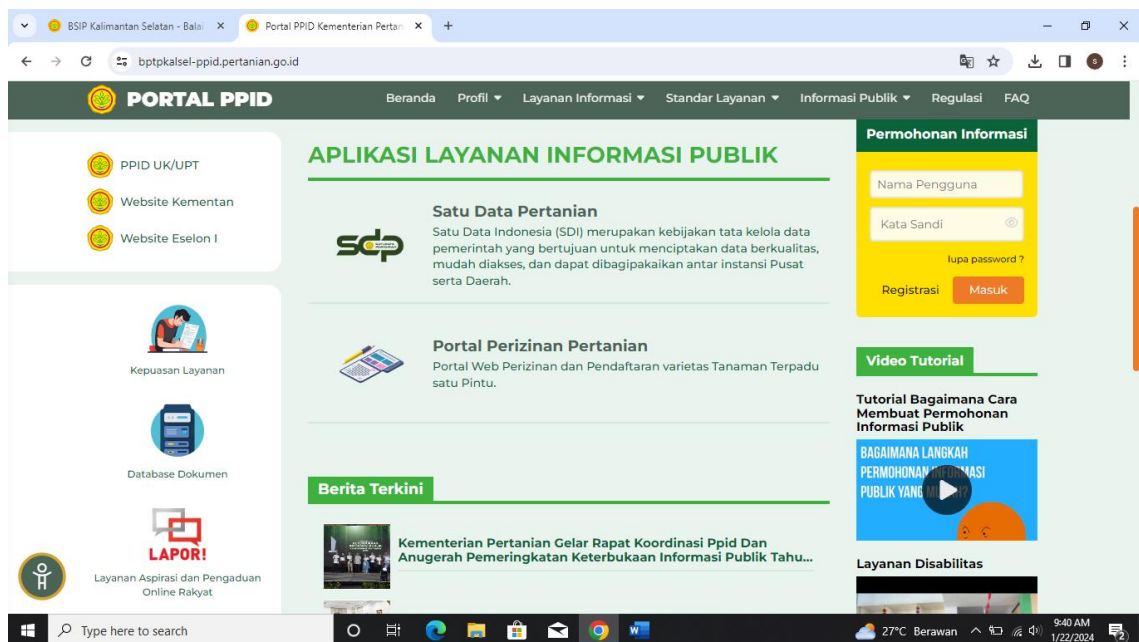 BSIP Kalimantan Selatan - Balai
Portal PPID Kementerian Pertan
bptpkalsel-ppid.pertanian.go.id
PORTAL PPID
Beranda Profil Layanan Informasi Standar Layanan Informasi Publik Regulasi FAQ
PPID UK/UPT
Website Kementan
Website Eselon I
Kepuasan Layanan
Database Dokumen
LAPOR!
Layanan Aspirasi dan Pengaduan
Online Rakyat
APLIKASI LAYANAN INFORMASI PUBLIK
sdp
Satu Data Pertanian
Satu Data Indonesia (SDI) merupakan kebijakan tata kelola data
pemerintah yang bertujuan untuk menciptakan data berkualitas,
mudah diakses, dan dapat dibagipakaikan antar instansi Pusat
serta Daerah.
Portal Perizinan Pertanian
Portal Web Perizinan dan Pendaftaran varietas Tanaman Terpadu
satu Pintu.
Berita Terkini
Kementerian Pertanian Gelar Rapat Koordinasi Ppid Dan
Anugerah Pemeringkatan Keterbukaan Informasi Publik Tahu...
Permohonan Informasi
Nama Pengguna
Kata Sandi
lupa password ?
Registrasi Masuk
Video Tutorial
Tutorial Bagaimana Cara
Membuat Permohonan
Informasi Publik
BAGAIMANA LANGKAH
PERMOHONAN INFORMASI
PUBLIK YANG
Layanan Disabilitas
Type here to search
27°C Berawan
9:40 AM
1/22/2024